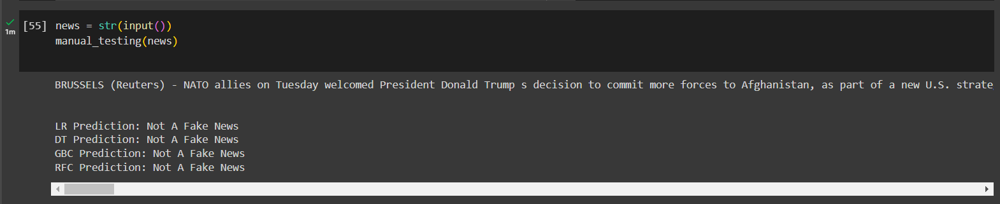 [55] news = str(input())
1m manual_testing(news)
BRUSSELS (Reuters) - NATO allies on Tuesday welcomed President Donald Trump s decision to commit more forces to Afghanistan, as part of a new U.S. strate
LR Prediction: Not A Fake News
DT Prediction: Not A Fake News
GBC Prediction: Not A Fake News
RFC Prediction: Not A Fake News